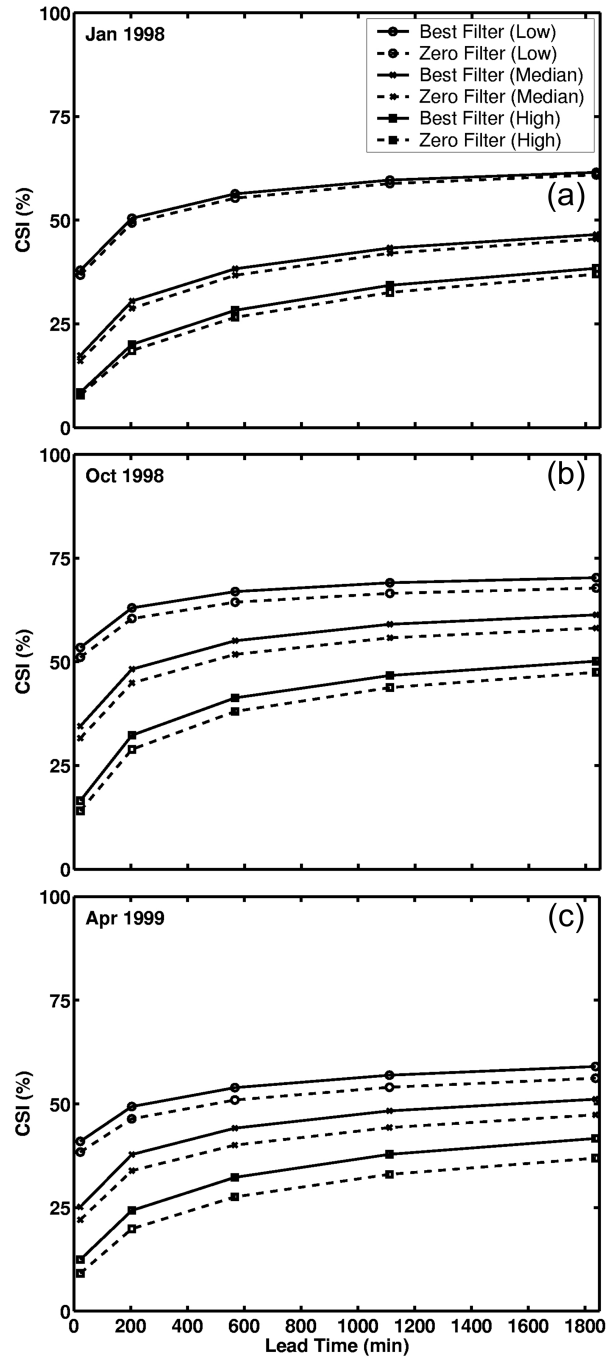 100
Jan 1998
Best Filter (Low)
Zero Filter (Low)
Best Filter (Median)
Zero Filter (Median)
Best Filter (High)
Zero Filter (High)
75
(a)
50
CSI (%)
25
0
100
Oct 1998
(b)
75
50
CSI (%)
25
0
100
Apr 1999
(c)
75
50
CSI (%)
25
0
0 200 400 600 800 1000 1200 1400 1600 1800
Lead Time (min)